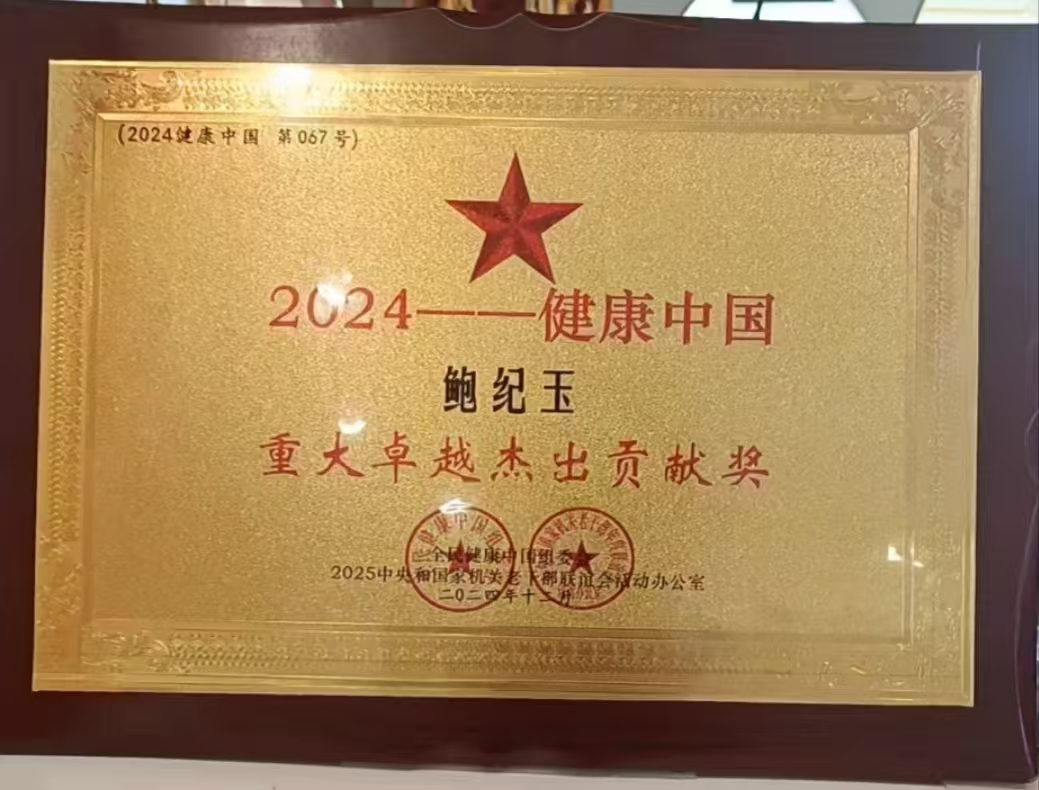 (2024健康中国 第067号)
2024——健康中国
鲍纪玉
重大卓越杰出贡献奖
全民健康中国组委
2025中央和国家机关老干部联谊会活动办公室
二〇二四年十二月